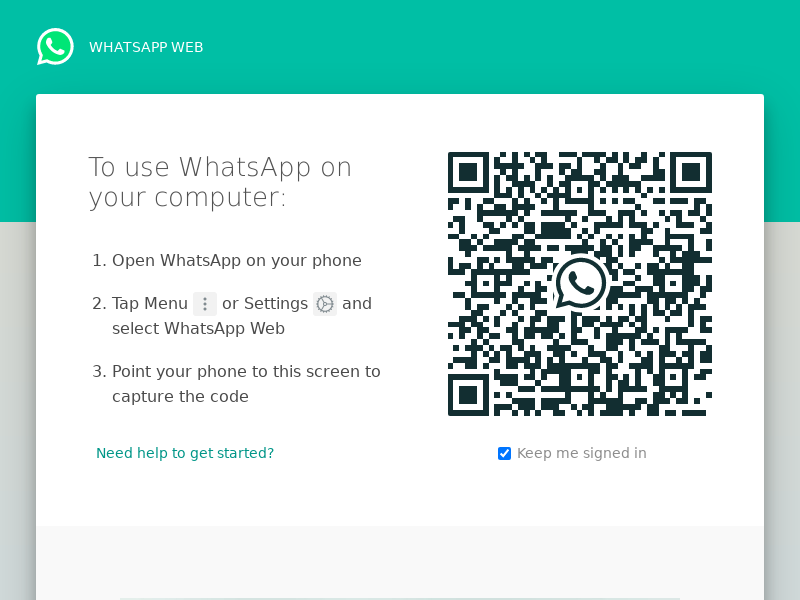 WHATSAPP WEB
To use WhatsApp on
your computer:
1. Open WhatsApp on your phone
2. Tap Menu or Settings and
select WhatsApp Web
3. Point your phone to this screen to
capture the code
Need help to get started?
Keep me signed in